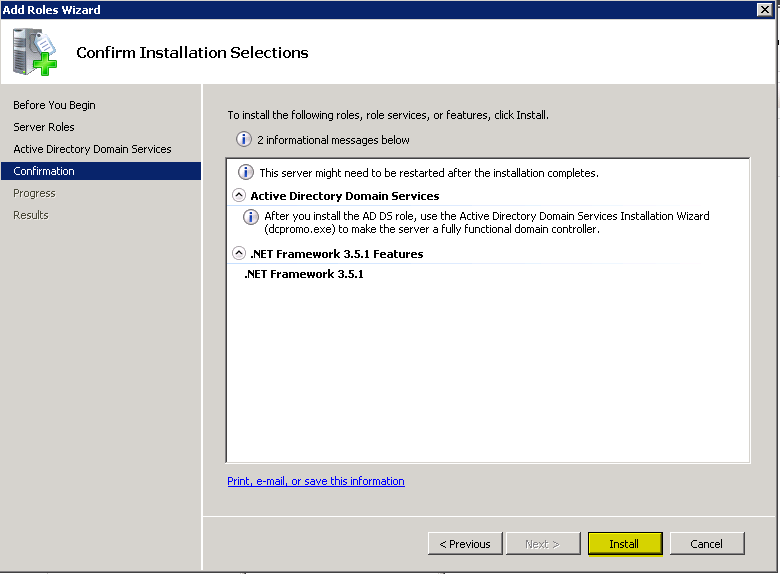 Add Roles Wizard
Confirm Installation Selections
Before You Begin
Server Roles
Active Directory Domain Services
Confirmation
Progress
Results
To install the following roles, role services, or features, click Install.
2 informational messages below
This server might need to be restarted after the installation completes.
Active Directory Domain Services
After you install the AD DS role, use the Active Directory Domain Services Installation Wizard
(dcpromo.exe) to make the server a fully functional domain controller.
.NET Framework 3.5.1 Features
.NET Framework 3.5.1
Print, e-mail, or save this information
< Previous
Next >
Install
Cancel